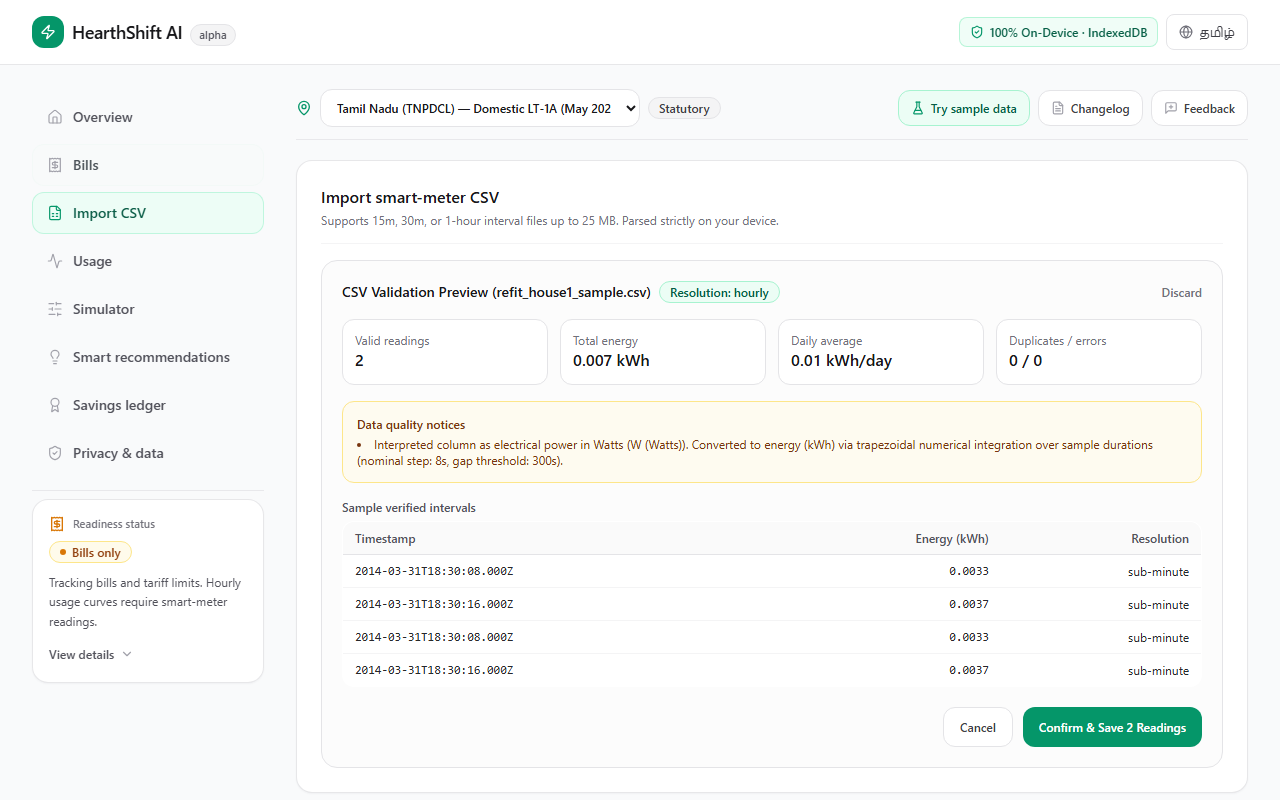 HearthShift AI alpha
100% On-Device · IndexedDB
தமிழ்
Overview
Bills
Import CSV
Usage
Simulator
Smart recommendations
Savings ledger
Privacy & data
Readiness status
Bills only
Tracking bills and tariff limits. Hourly
usage curves require smart-meter
readings.
View details
Tamil Nadu (TNPDCL) — Domestic LT-1A (May 202
Statutory
Try sample data
Changelog
Feedback
Import smart-meter CSV
Supports 15m, 30m, or 1-hour interval files up to 25 MB. Parsed strictly on your device.
CSV Validation Preview (refit_house1_sample.csv) Resolution: hourly Discard
Valid readings
2
Total energy
0.007 kWh
Daily average
0.01 kWh/day
Duplicates / errors
0 / 0
Data quality notices
• Interpreted column as electrical power in Watts (W (Watts)). Converted to energy (kWh) via trapezoidal numerical integration over sample durations
(nominal step: 8s, gap threshold: 300s).
Sample verified intervals
Timestamp Energy (kWh) Resolution
2014-03-31T18:30:08.000Z 0.0033 sub-minute
2014-03-31T18:30:16.000Z 0.0037 sub-minute
2014-03-31T18:30:08.000Z 0.0033 sub-minute
2014-03-31T18:30:16.000Z 0.0037 sub-minute
Cancel
Confirm & Save 2 Readings